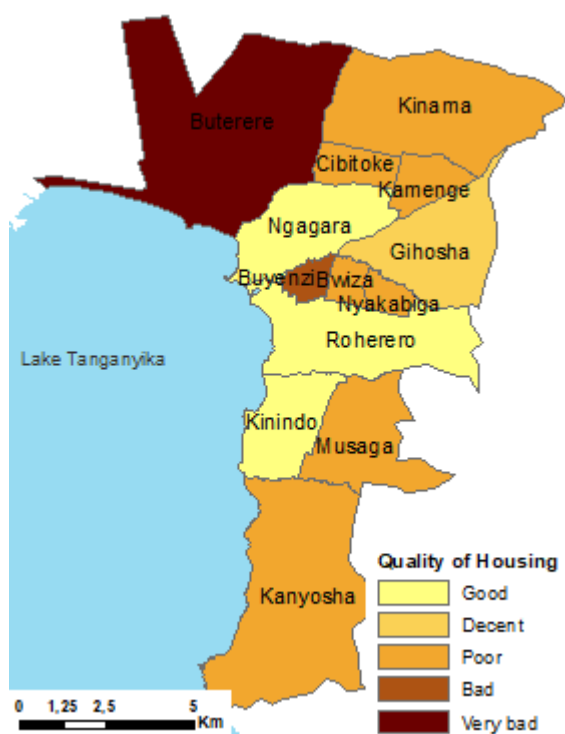 Buterere
Kinama
Cibitoke
Kamenge
Ngagara
Gihosha
Buyenzi
Bwiza
Nyakabiga
Roherero
Lake Tanganyika
Kinindo
Musaga
Kanyosha
Quality of Housing
Good
Decent
Poor
Bad
Very bad
0 1,25 2,5 5
Km